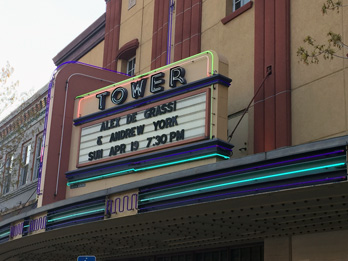 TOWER
ALEX DE GRASSI
& ANDREW YORK
SUN APR 19 7:30 PM